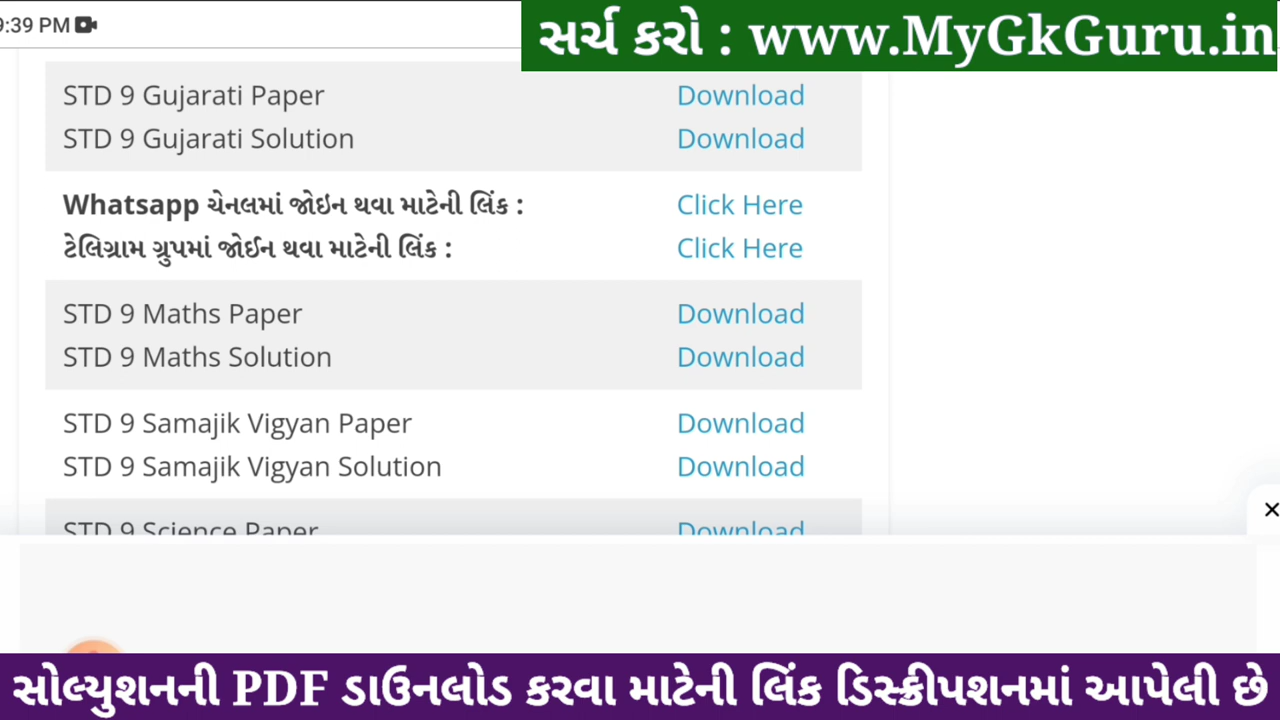 9:39 PM
સર્ચ કરો : www.MyGkGuru.in
STD 9 Gujarati Paper Download
STD 9 Gujarati Solution Download
Whatsapp ચેનલમાં જોઇન થવા માટેની લિંક : Click Here
ટેલિગ્રામ ગ્રુપમાં જોઈન થવા માટેની લિંક : Click Here
STD 9 Maths Paper Download
STD 9 Maths Solution Download
STD 9 Samajik Vigyan Paper Download
STD 9 Samajik Vigyan Solution Download
STD 9 Science Paper Download
સોલ્યુશનની PDF ડાઉનલોડ કરવા માટેની લિંક ડિસ્ક્રીપશનમાં આપેલી છે